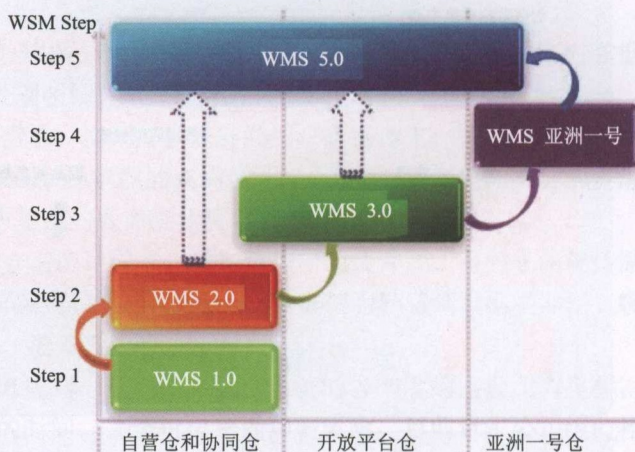 WSM Step
Step 5
WMS 5.0
Step 4
WMS 亚洲一号
Step 3
WMS 3.0
Step 2
WMS 2.0
Step 1
WMS 1.0
自营仓和协同仓
开放平台仓
亚洲一号仓